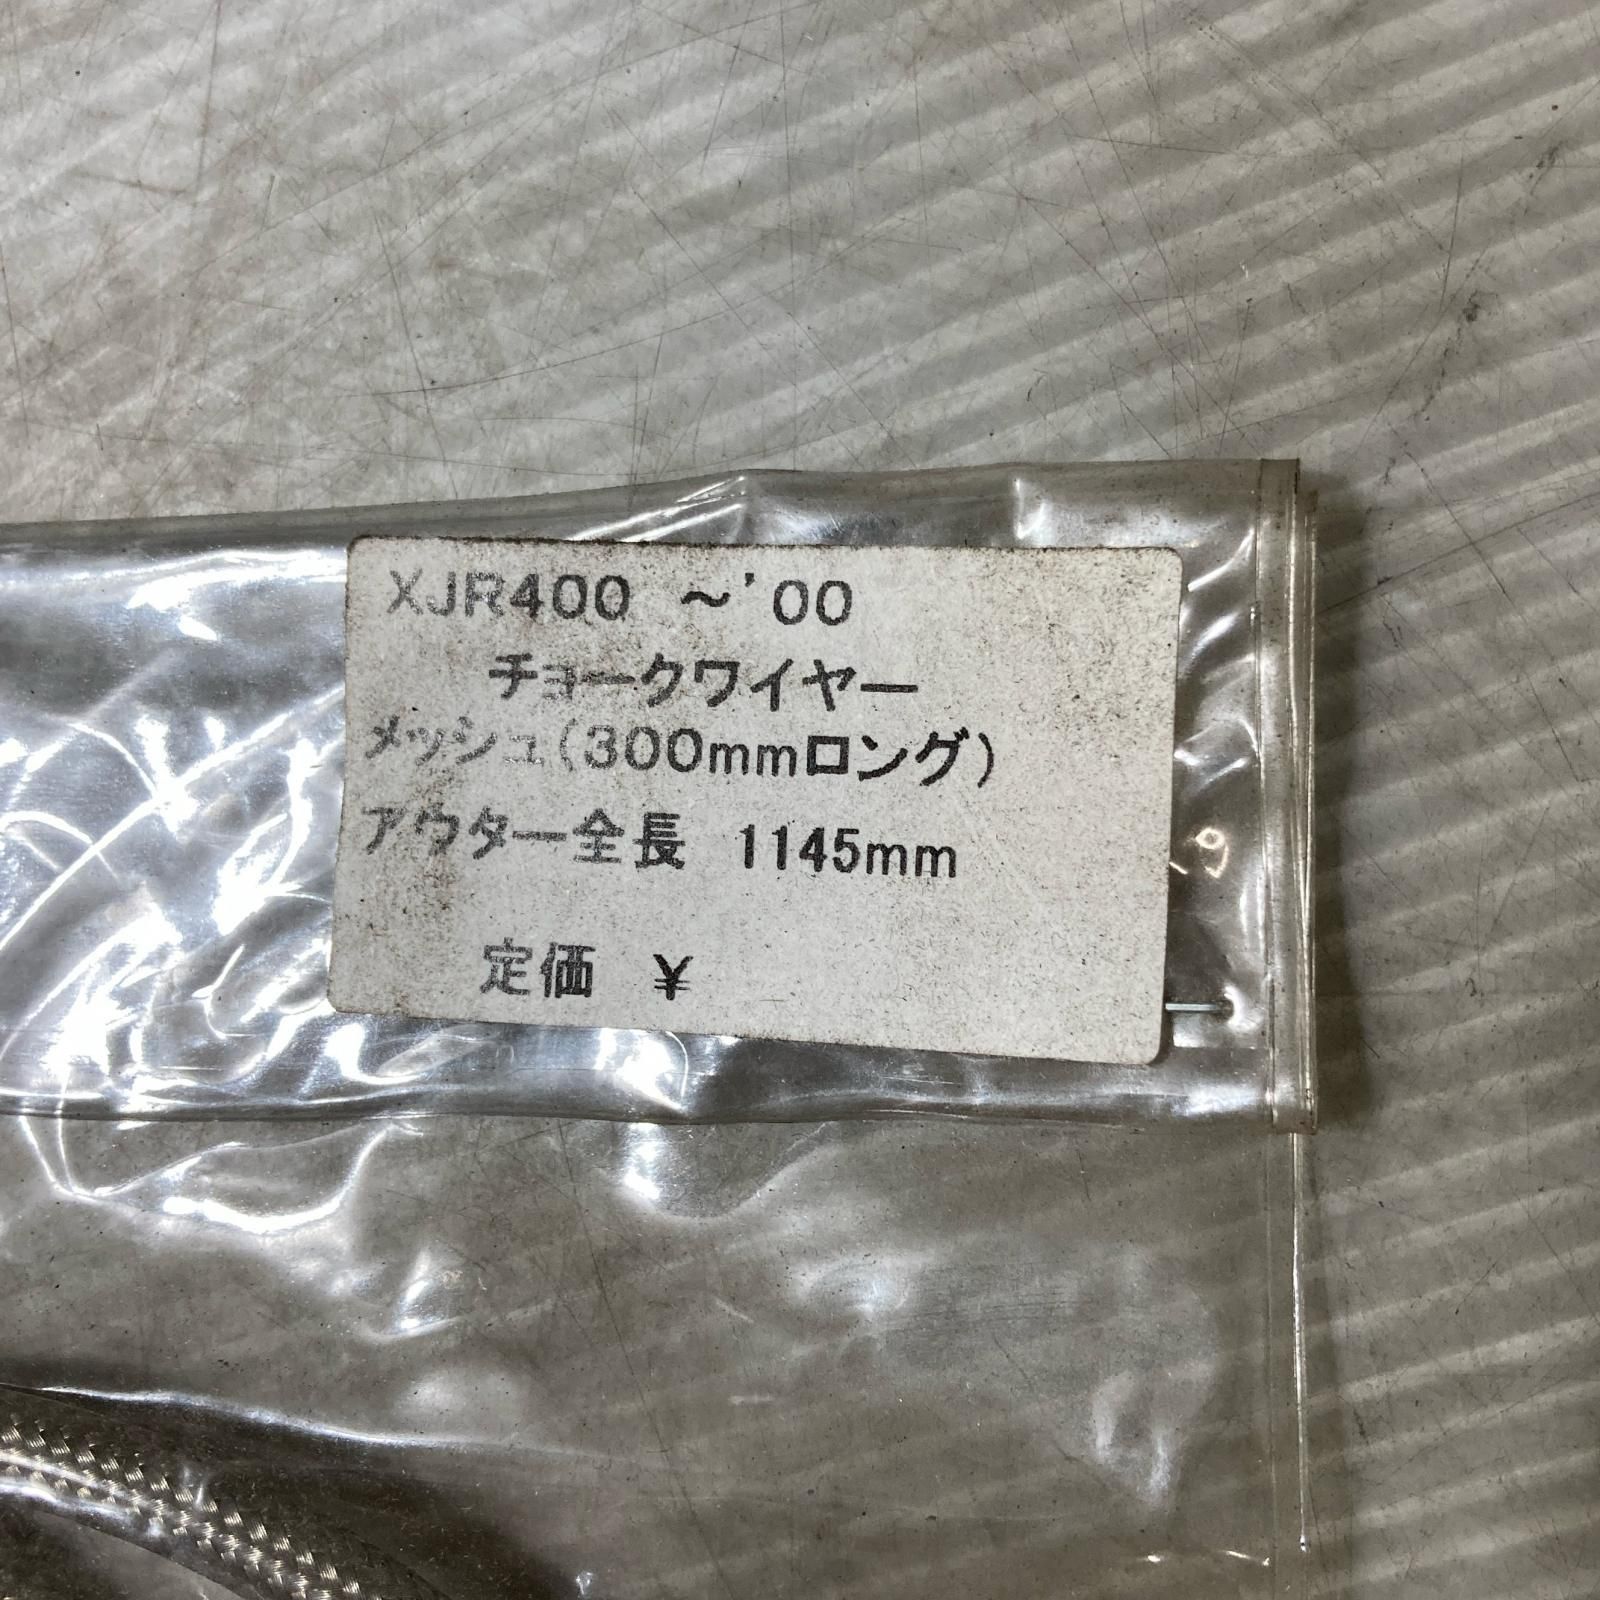 XJR400 ～'00
チョークワイヤー
メッシュ(300mmロング)
アウター全長 1145mm
定価 ¥